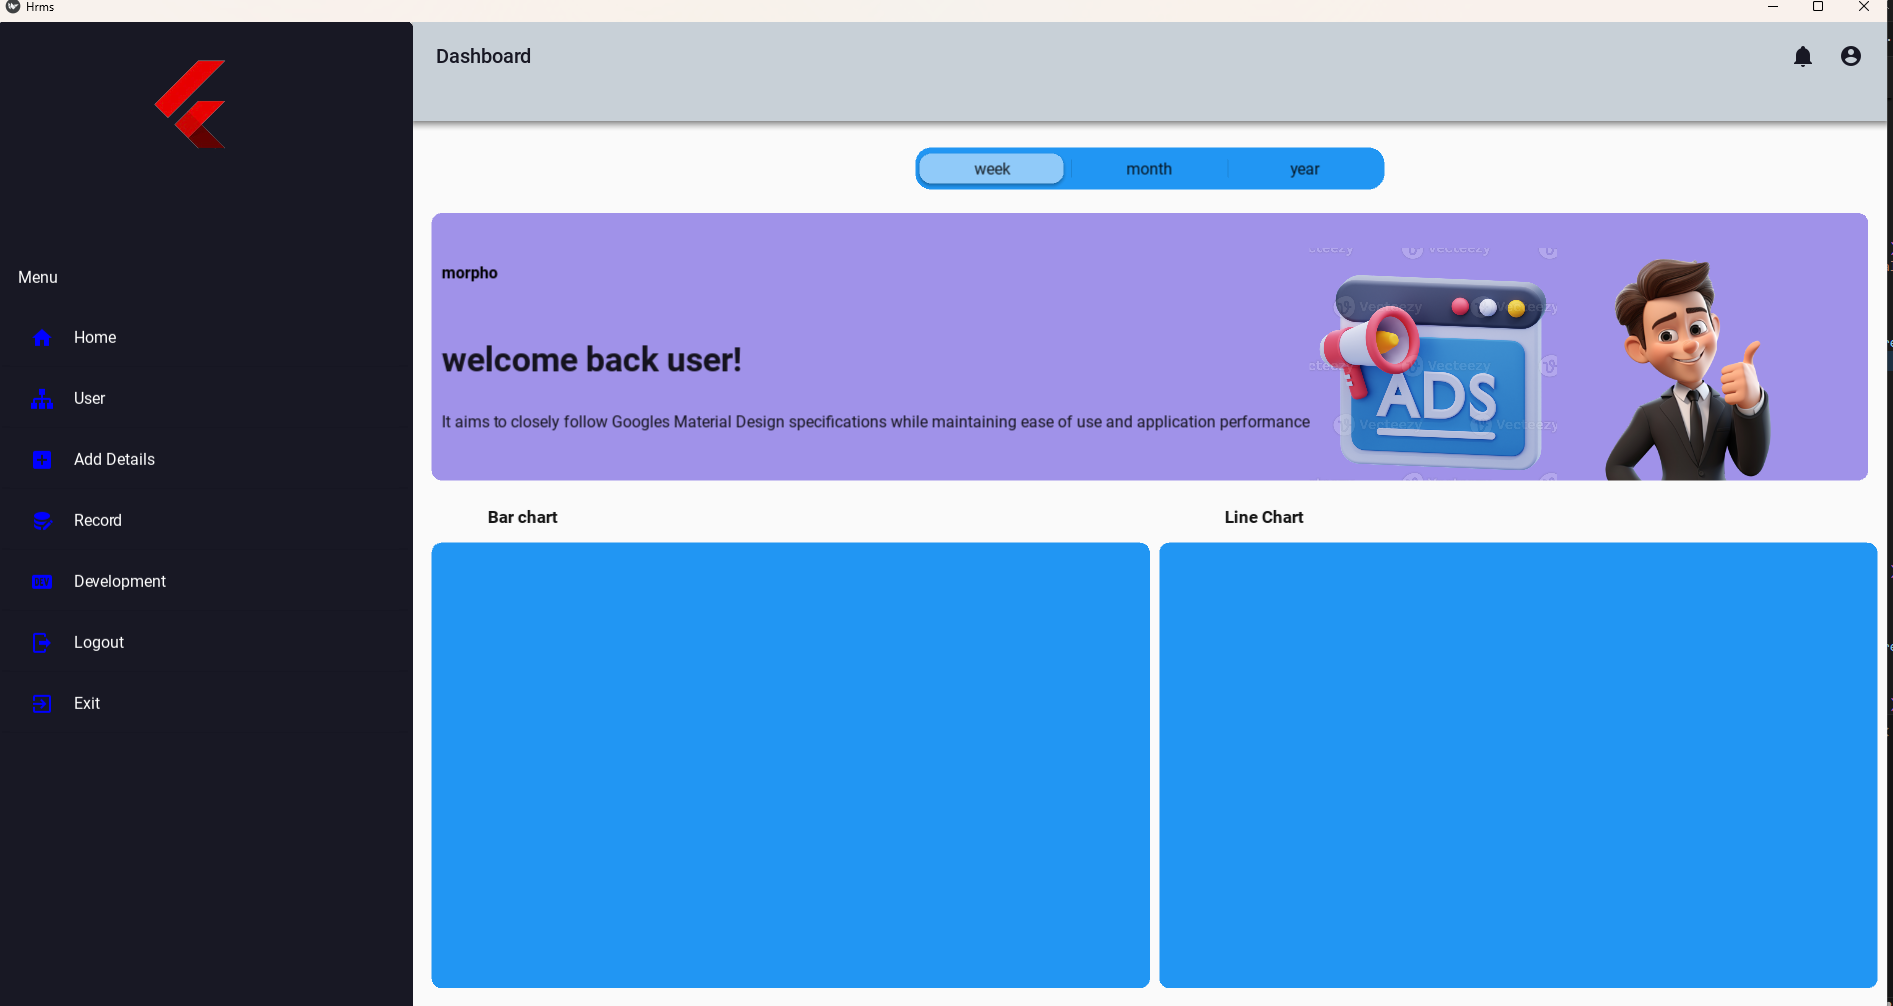 Hrms
Dashboard
week month year
Menu
Home
User
Add Details
Record
Development
Logout
Exit
morpho
welcome back user!
It aims to closely follow Googles Material Design specifications while maintaining ease of use and application performance
ADS
Vecteezy
Bar chart
Line Chart